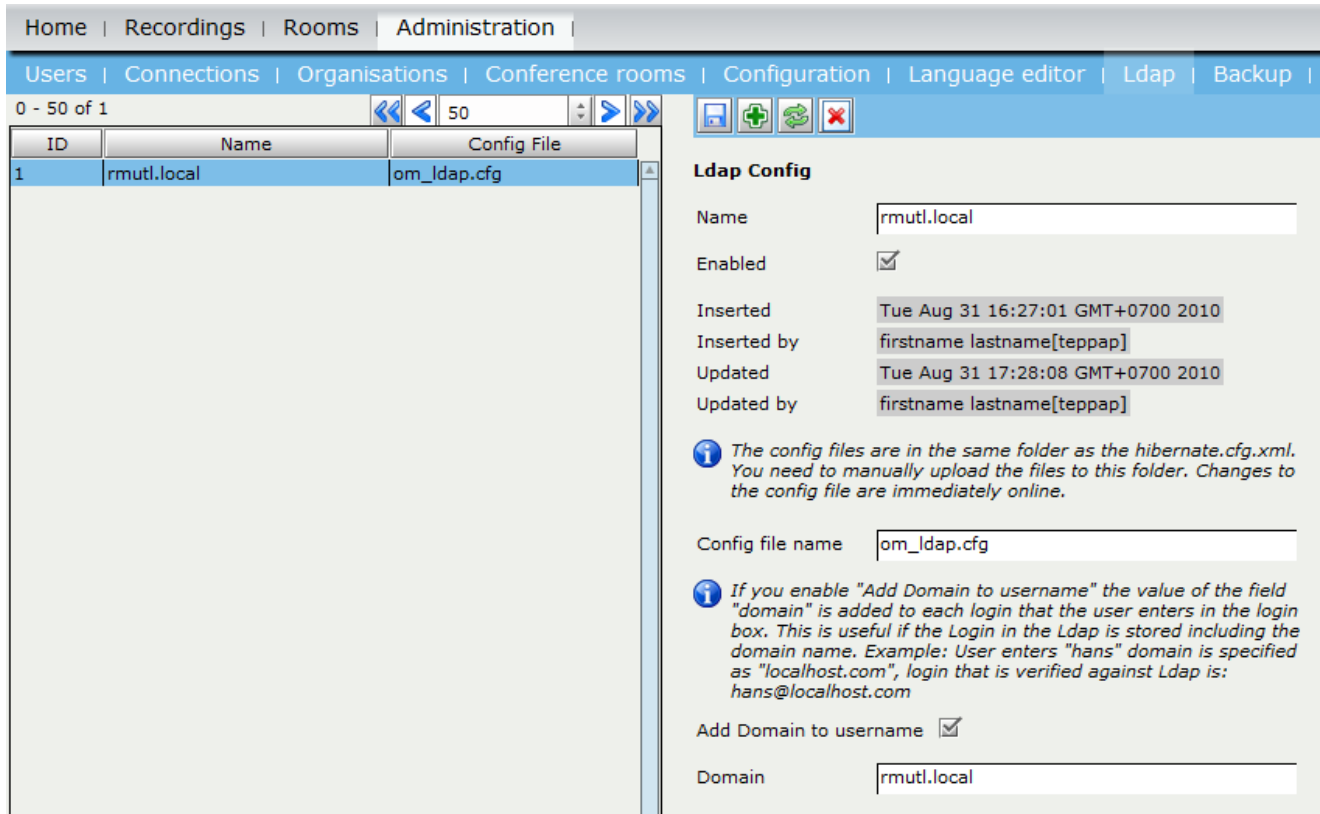 Home | Recordings | Rooms | Administration |
Users | Connections | Organisations | Conference rooms | Configuration | Language editor | Ldap | Backup |
0 - 50 of 1
50
ID Name Config File
1 rmutl.local om_ldap.cfg
Ldap Config
Name rmutl.local
Enabled
Inserted Tue Aug 31 16:27:01 GMT+0700 2010
Inserted by firstname lastname[teppap]
Updated Tue Aug 31 17:28:08 GMT+0700 2010
Updated by firstname lastname[teppap]
The config files are in the same folder as the hibernate.cfg.xml.
You need to manually upload the files to this folder. Changes to
the config file are immediately online.
Config file name om_ldap.cfg
If you enable "Add Domain to username" the value of the field
"domain" is added to each login that the user enters in the login
box. This is useful if the Login in the Ldap is stored including the
domain name. Example: User enters "hans" domain is specified
as "localhost.com", login that is verified against Ldap is:
hans@localhost.com
Add Domain to username
Domain rmutl.local